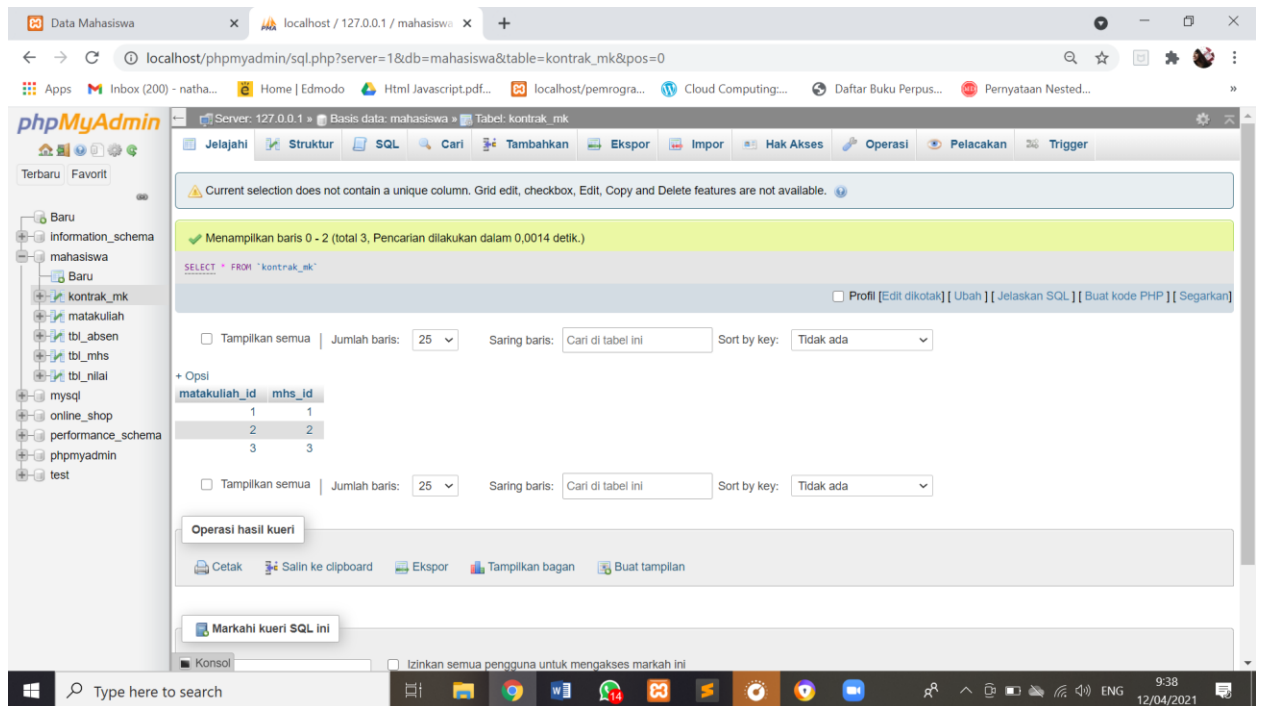 Data Mahasiswa
localhost / 127.0.0.1 / mahasiswa
localhost/phpmyadmin/sql.php?server=1&db=mahasiswa&table=kontrak_mk&pos=0
Apps Inbox (200) - natha... Home | Edmodo Html Javascript.pdf... localhost/pemrogra... Cloud Computing:... Daftar Buku Perpus... Pernyataan Nested... »
phpMyAdmin
Terbaru Favorit
Baru
information_schema
mahasiswa
Baru
kontrak_mk
matakuliah
tbl_absen
tbl_mhs
tbl_nilai
mysql
online_shop
performance_schema
phpmyadmin
test
Server: 127.0.0.1 » Basis data: mahasiswa » Tabel: kontrak_mk
Jelajahi Struktur SQL Cari Tambahkan Ekspor Impor Hak Akses Operasi Pelacakan Trigger
Current selection does not contain a unique column. Grid edit, checkbox, Edit, Copy and Delete features are not available.
Menampilkan baris 0 - 2 (total 3, Pencarian dilakukan dalam 0,0014 detik.)
SELECT * FROM `kontrak_mk`
Profil [Edit dikotak] [ Ubah ] [ Jelaskan SQL ] [ Buat kode PHP ] [ Segarkan]
Tampilkan semua | Jumlah baris: 25 Saring baris: Cari di tabel ini Sort by key: Tidak ada
+ Opsi
matakuliah_id mhs_id
1 1
2 2
3 3
Tampilkan semua | Jumlah baris: 25 Saring baris: Cari di tabel ini Sort by key: Tidak ada
Operasi hasil kueri
Cetak Salin ke clipboard Ekspor Tampilkan bagan Buat tampilan
Markahi kueri SQL ini
Konsol
Izinkan semua pengguna untuk mengakses markah ini
Type here to search
14
ENG
9:38
12/04/2021